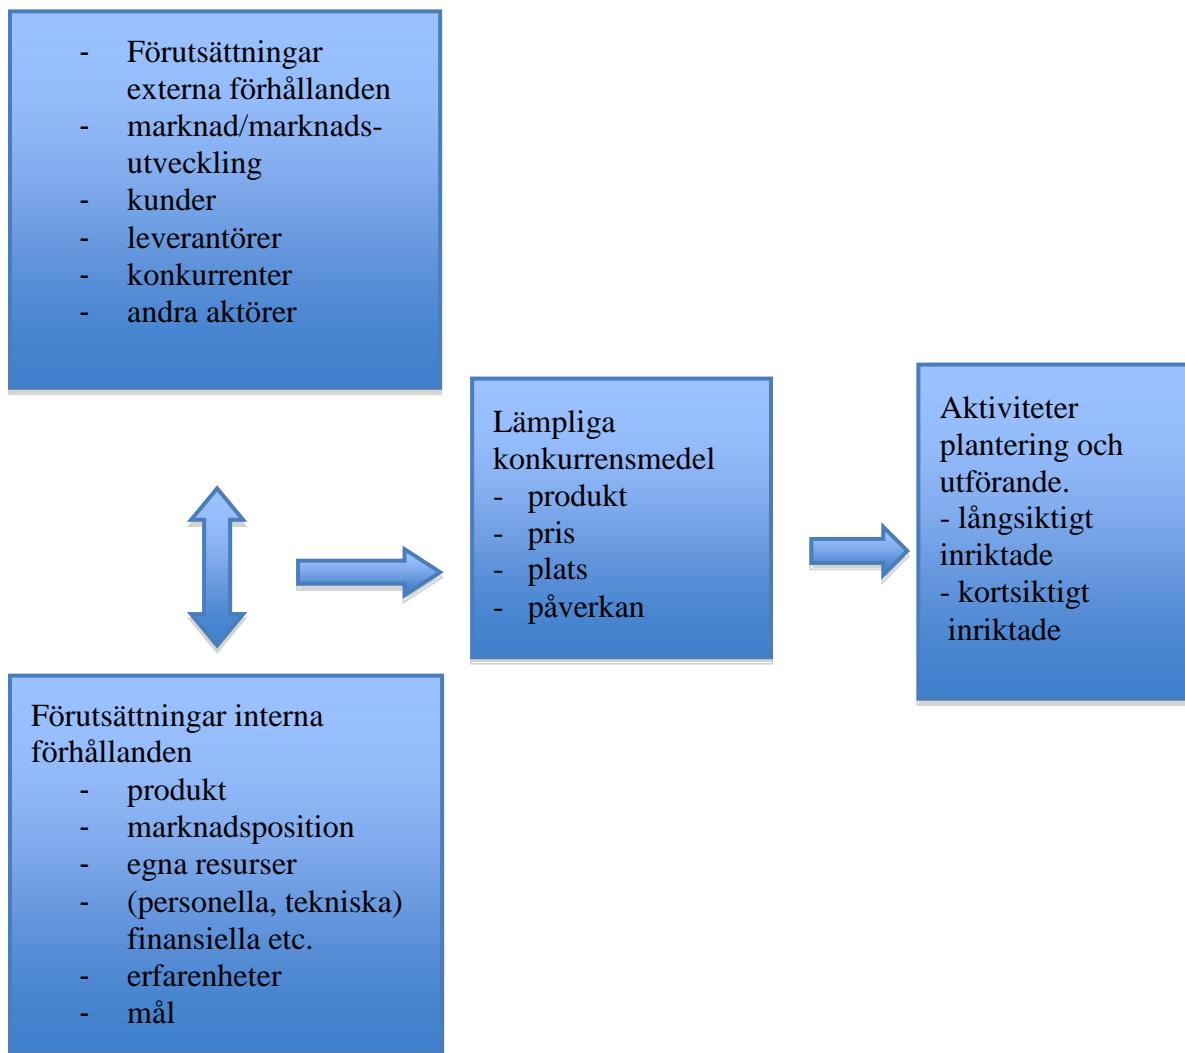 - Förutsättningar
externa förhållanden
- marknad/marknads-
utveckling
- kunder
- leverantörer
- konkurrenter
- andra aktörer
Lämpliga
konkurrensmedel
- produkt
- pris
- plats
- påverkan
Aktiviteter
plantering och
utförande.
- långsiktigt
inriktade
- kortsiktigt
inriktade
Förutsättningar interna
förhållanden
- produkt
- marknadsposition
- egna resurser
- (personella, tekniska)
finansiella etc.
- erfarenheter
- mål